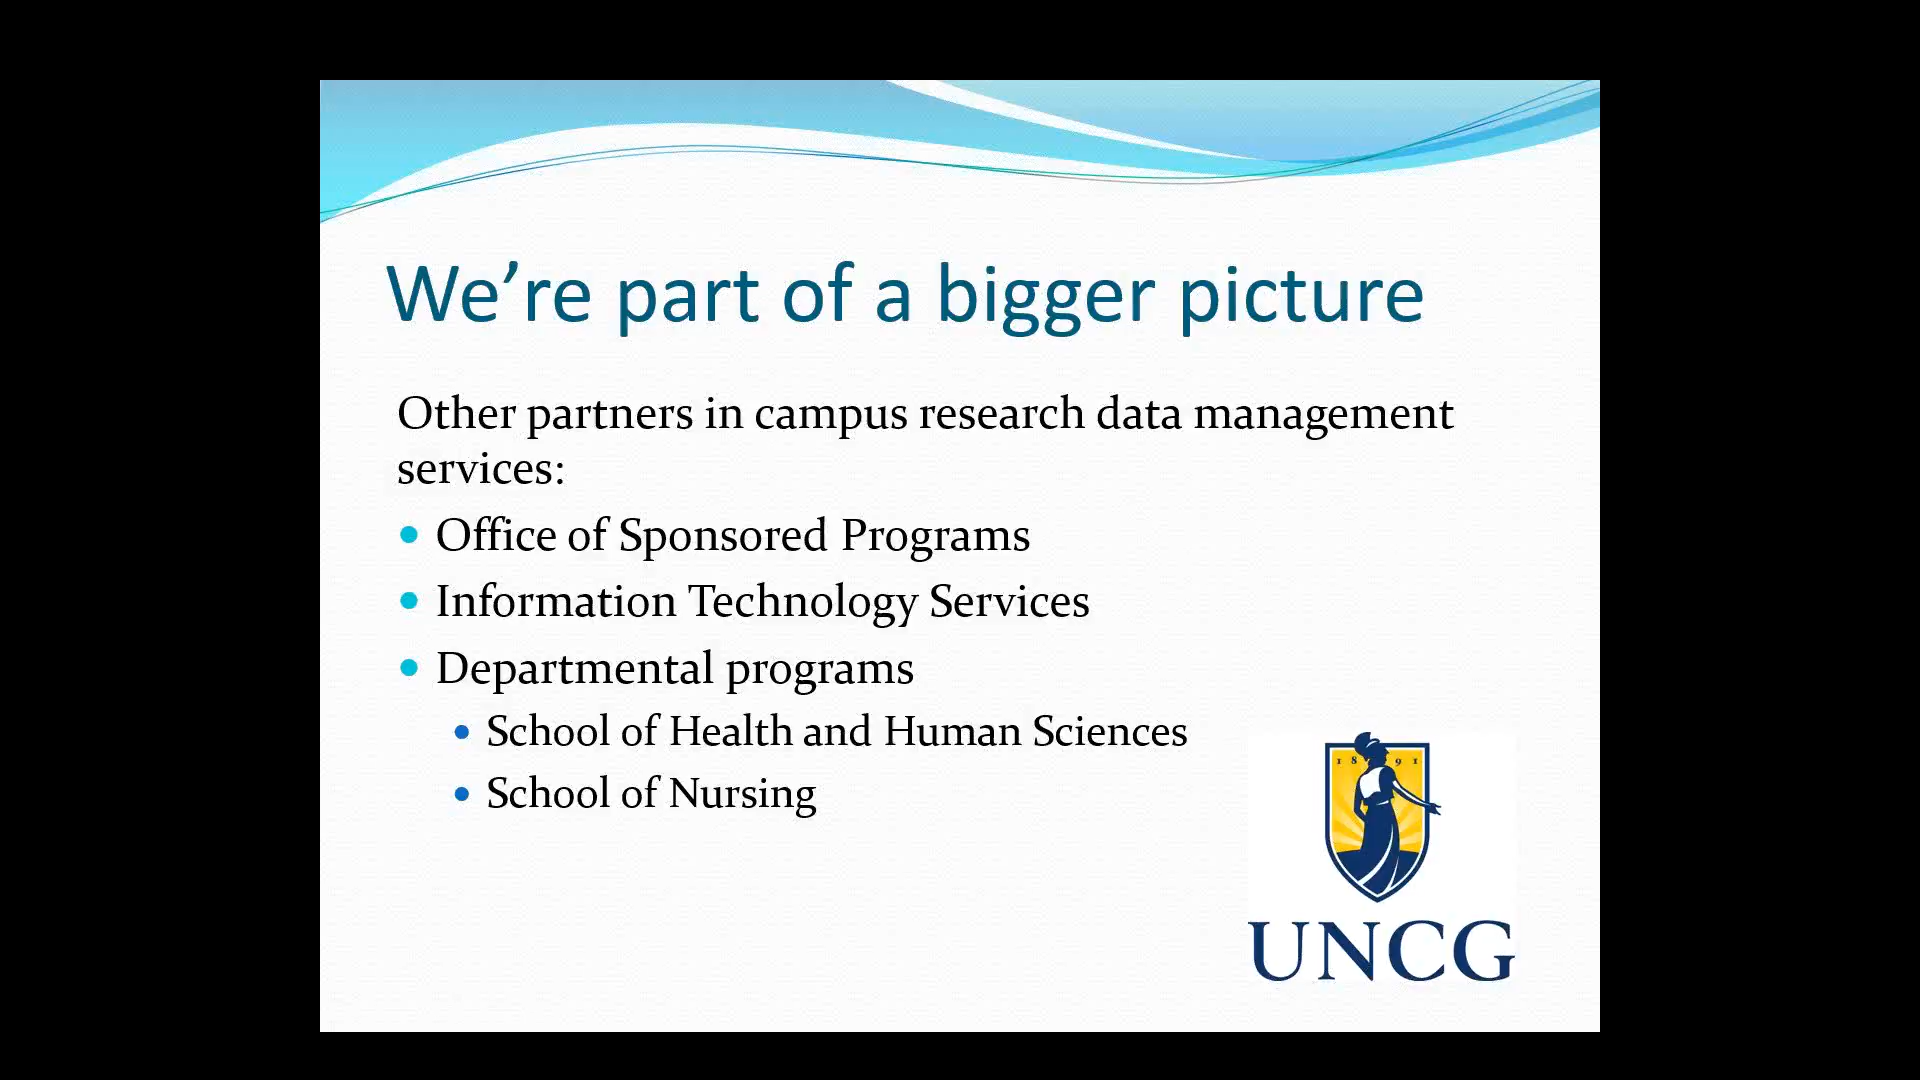 We’re part of a bigger picture
Other partners in campus research data management
services:
• Office of Sponsored Programs
• Information Technology Services
• Departmental programs
• School of Health and Human Sciences
• School of Nursing
1891
UNCG